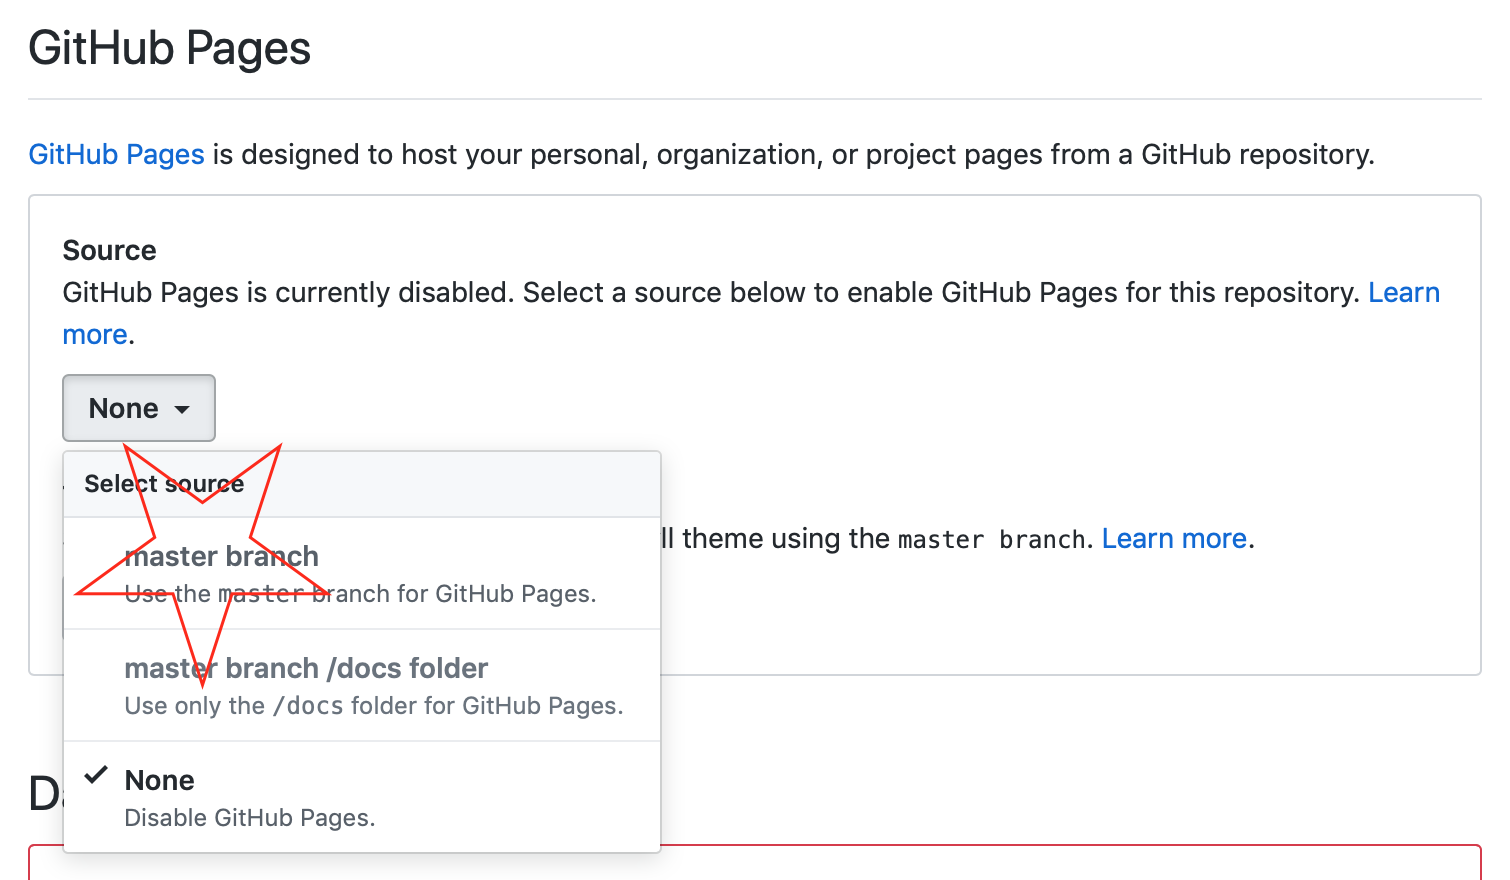 GitHub Pages
GitHub Pages is designed to host your personal, organization, or project pages from a GitHub repository.
Source
GitHub Pages is currently disabled. Select a source below to enable GitHub Pages for this repository. Learn
more.
None
Select source
ll theme using the master branch. Learn more.
master branch
Use the master branch for GitHub Pages.
master branch /docs folder
Use only the /docs folder for GitHub Pages.
None
Disable GitHub Pages.